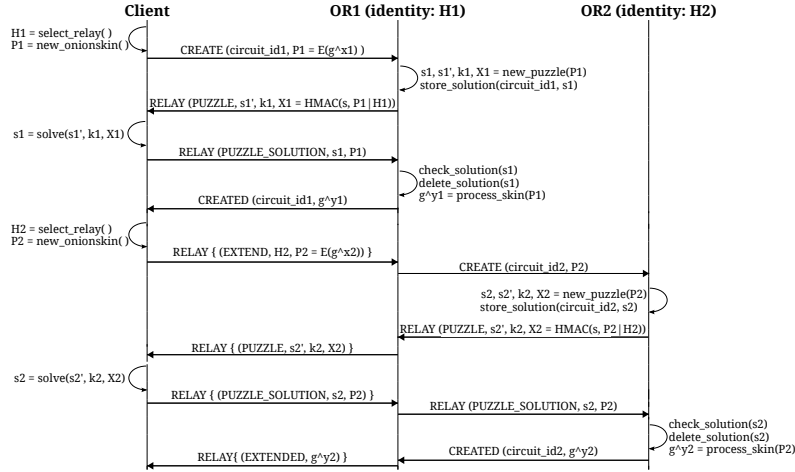 Client OR1 (identity: H1) OR2 (identity: H2)
H1 = select_relay( )
P1 = new_onionskin( )
CREATE (circuit_id1, P1 = E(g^x1) )
s1, s1', k1, X1 = new_puzzle(P1)
store_solution(circuit_id1, s1)
RELAY (PUZZLE, s1', k1, X1 = HMAC(s, P1|H1))
s1 = solve(s1', k1, X1)
RELAY (PUZZLE_SOLUTION, s1, P1)
check_solution(s1)
delete_solution(s1)
g^y1 = process_skin(P1)
CREATED (circuit_id1, g^y1)
H2 = select_relay( )
P2 = new_onionskin( )
RELAY { (EXTEND, H2, P2 = E(g^x2)) }
CREATE (circuit_id2, P2)
s2, s2', k2, X2 = new_puzzle(P2)
store_solution(circuit_id2, s2)
RELAY (PUZZLE, s2', k2, X2 = HMAC(s, P2|H2))
RELAY { (PUZZLE, s2', k2, X2) }
s2 = solve(s2', k2, X2)
RELAY { (PUZZLE_SOLUTION, s2, P2) }
RELAY (PUZZLE_SOLUTION, s2, P2)
check_solution(s2)
delete_solution(s2)
g^y2 = process_skin(P2)
CREATED (circuit_id2, g^y2)
RELAY{ (EXTENDED, g^y2) }